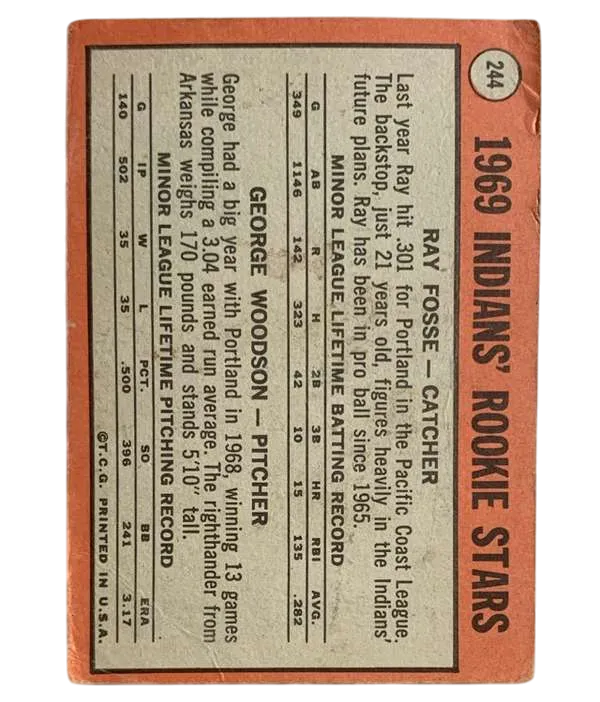 244
1969 INDIANS' ROOKIE STARS
RAY FOSSE — CATCHER
Last year Ray hit .301 for Portland in the Pacific Coast League.
The backstop, just 21 years old, figures heavily in the Indians'
future plans. Ray has been in pro ball since 1965.
MINOR LEAGUE LIFETIME BATTING RECORD
G AB R H 2B 3B HR RBI AVG.
349 1146 142 323 42 10 15 135 .282
GEORGE WOODSON — PITCHER
George had a big year with Portland in 1968, winning 13 games
while compiling a 3.04 earned run average. The righthander from
Arkansas weighs 170 pounds and stands 5'10" tall.
MINOR LEAGUE LIFETIME PITCHING RECORD
G IP W L PCT. SO BB ERA
140 502 35 35 .500 396 241 3.17
©T.C.G. PRINTED IN U.S.A.